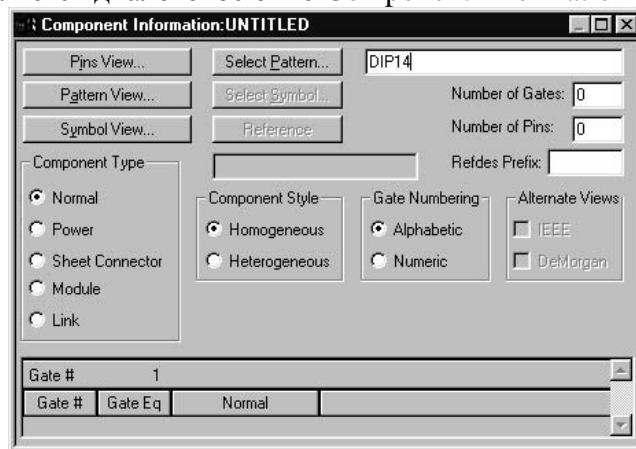 Component Information:UNTITLED
Pins View... Select Pattern... DIP14
Pattern View... Select Symbol... Number of Gates: 0
Symbol View... Reference Number of Pins: 0
Component Type Refdes Prefix:
Normal Component Style Gate Numbering Alternate Views
Power Homogeneous Alphabetic IEEE
Sheet Connector Heterogeneous Numeric DeMorgan
Module
Link
Gate # 1
Gate # Gate Eq Normal